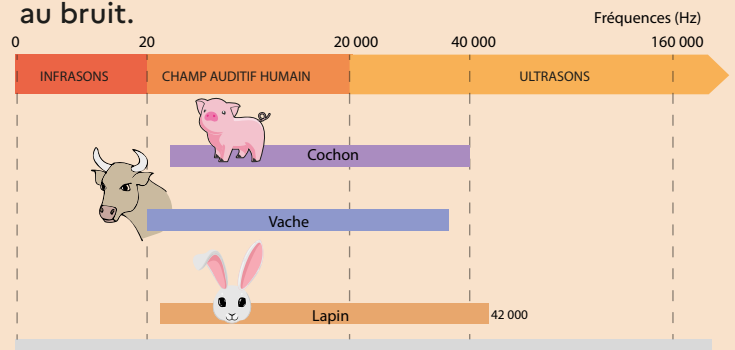 au bruit.
Fréquences (Hz)
0 20 20 000 40 000 160 000
INFRASONS CHAMP AUDITIF HUMAIN ULTRASONS
Cochon
Vache
Lapin 42 000